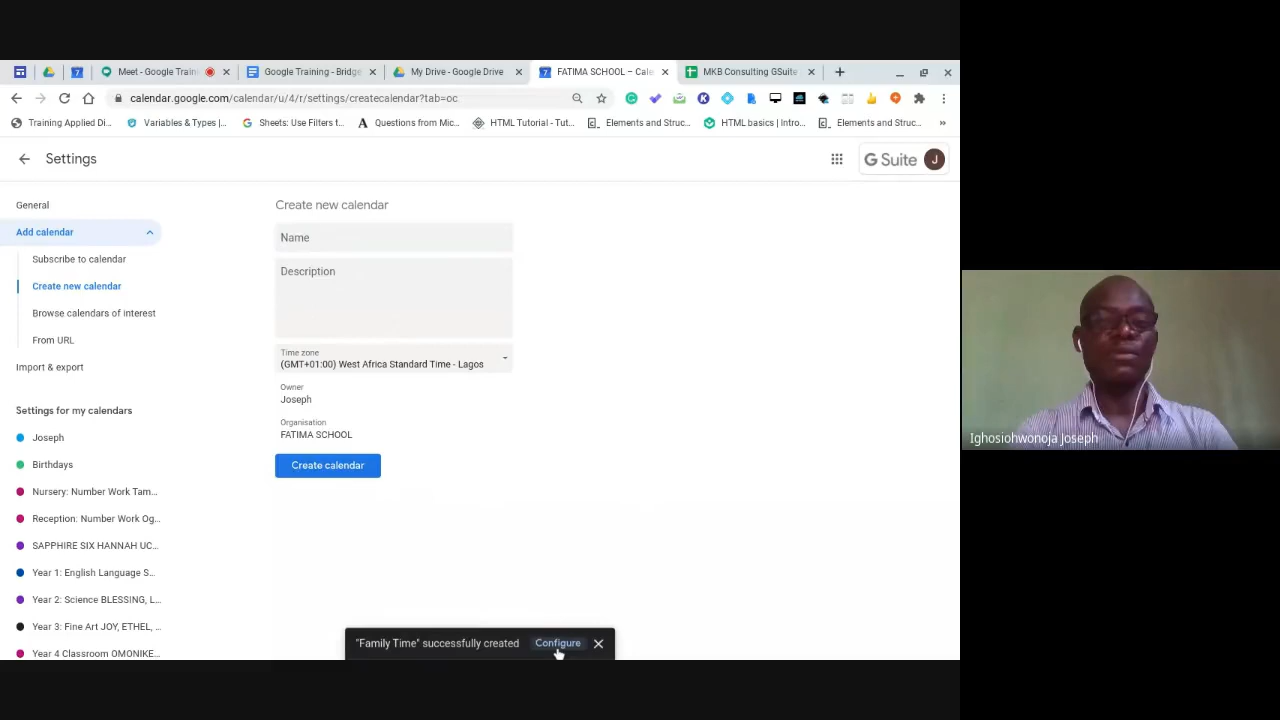 Meet - Google Traini
Google Training - Bridge
My Drive - Google Drive
FATIMA SCHOOL – Cale
MKB Consulting GSuite
calendar.google.com/calendar/u/4/r/settings/createcalendar?tab=oc
Training Applied Di...
Variables & Types |...
Sheets: Use Filters t...
Questions from Mic...
HTML Tutorial - Tut...
Elements and Struc...
HTML basics | Intro...
Elements and Struc...
»
Settings
G Suite
J
General
Add calendar
Subscribe to calendar
Create new calendar
Browse calendars of interest
From URL
Import & export
Settings for my calendars
Joseph
Birthdays
Nursery: Number Work Tam...
Reception: Number Work Og...
SAPPHIRE SIX HANNAH UC...
Year 1: English Language S...
Year 2: Science BLESSING, L...
Year 3: Fine Art JOY, ETHEL, ...
Year 4 Classroom OMONIKE...
Create new calendar
Name
Description
Time zone
(GMT+01:00) West Africa Standard Time - Lagos
Owner
Joseph
Organisation
FATIMA SCHOOL
Create calendar
"Family Time" successfully created Configure
Ighosiohwonoja Joseph